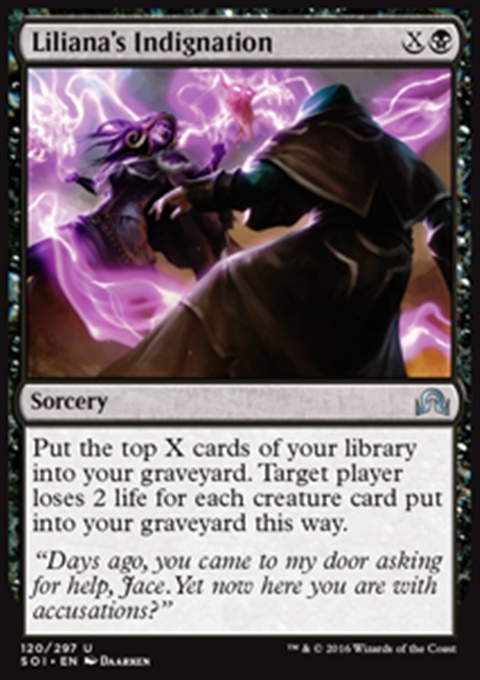 Liliana's Indignation X
Sorcery
Put the top X cards of your library
into your graveyard. Target player
loses 2 life for each creature card put
into your graveyard this way.
“Days ago, you came to my door asking
for help, Jace. Yet now here you are with
accusations?”
120/297 U
™ & © 2016 Wizards of the Coast
SOI • EN Daarken